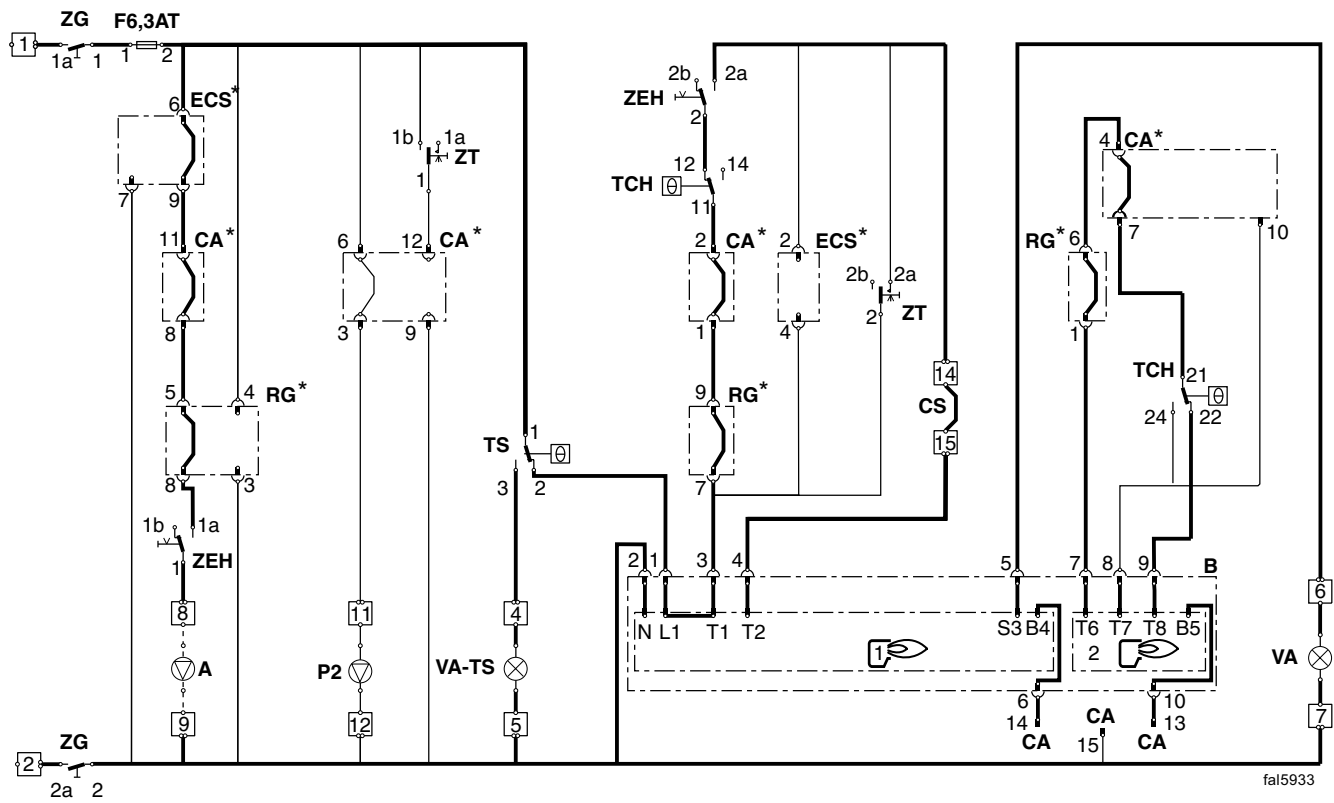 ZG F6,3AT
1
1a 1 1 2
2b 2a
ZEH
2
6 ECS*
1b 1a
ZT
1
4 CA*
12 14
TCH θ
11
7 9
7 10
11 CA*
6 12 CA*
2 CA*
2 ECS*
2b 2a
ZT
2
RG* 6
8
3 9
1
4
1
TCH 21
θ
24 22
14
CS
15
5 4 RG*
9 RG*
TS 1
θ
3 2
8 3
7
1b 1a
ZEH
1
2 1 3 4 5 7 8 9 B
8 11 4 6
N L1 T1 T2 S3 B4 T6 T7 T8 B5
1 2
A P2 VA-TS VA
9 12 5 7
6 10
14 CA 13
CA 15 CA
ZG
2
2a 2
fal5933